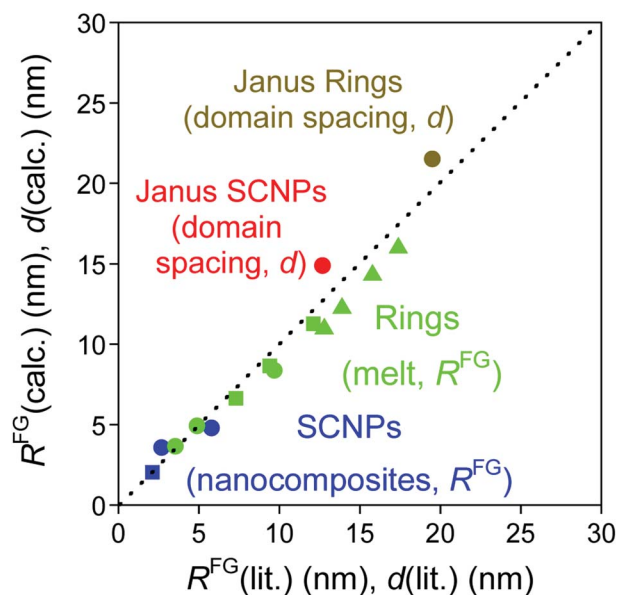 30
25
20
15
10
5
0
R^FG(calc.) (nm), d(calc.) (nm)
Janus Rings
(domain spacing, d)
Janus SCNPs
(domain
spacing, d)
Rings
(melt, R^FG)
SCNPs
(nanocomposites, R^FG)
0 5 10 15 20 25 30
R^FG(lit.) (nm), d(lit.) (nm)